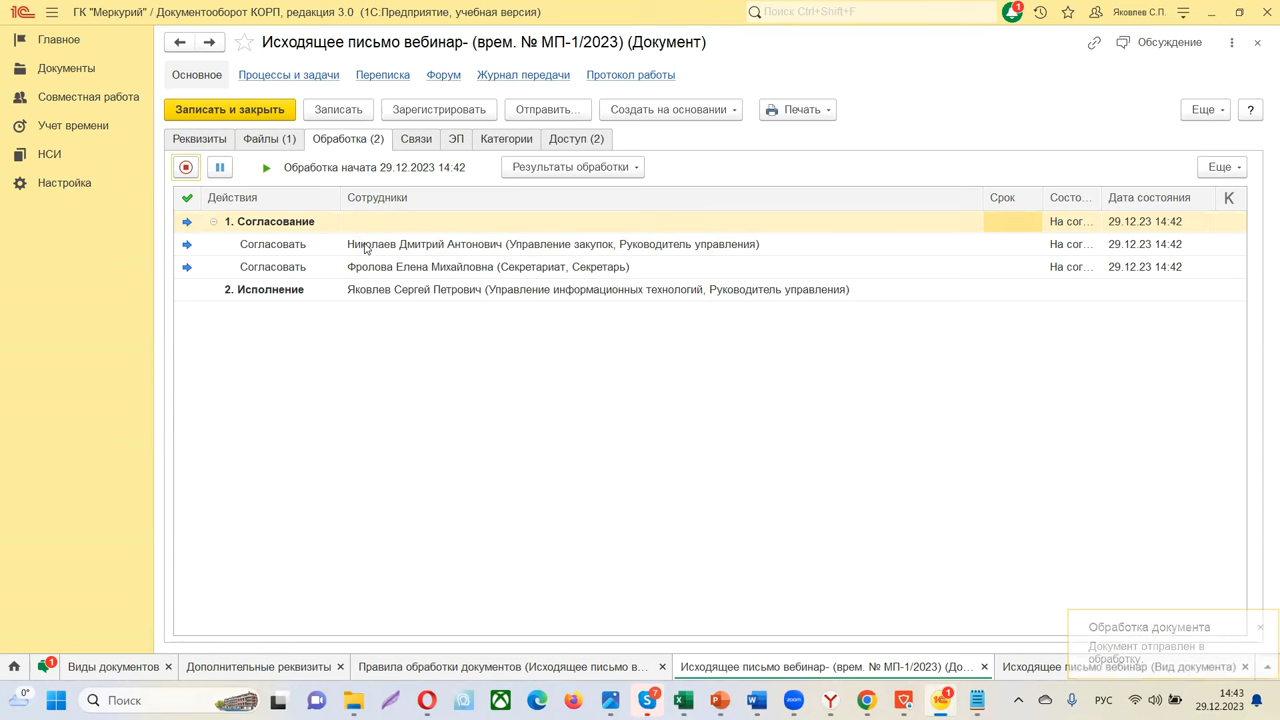 ГК "Меркурий" / Документооборот КОРП, редакция 3.0 (1С:Предприятие, учебная версия)
Поиск Ctrl+Shift+F
1
Яковлев С.П.
Главное
Документы
Совместная работа
Учет времени
НСИ
Настройка
Исходящее письмо вебинар- (врем. № МП-1/2023) (Документ)
Обсуждение
Основное Процессы и задачи Переписка Форум Журнал передачи Протокол работы
Записать и закрыть Записать Зарегистрировать Отправить... Создать на основании Печать Еще ?
Реквизиты Файлы (1) Обработка (2) Связи ЭП Категории Доступ (2)
Обработка начата 29.12.2023 14:42 Результаты обработки Еще
Действия Сотрудники Срок Состо... Дата состояния К
1. Согласование На сог... 29.12.23 14:42
Согласовать Николаев Дмитрий Антонович (Управление закупок, Руководитель управления) На сог... 29.12.23 14:42
Согласовать Фролова Елена Михайловна (Секретариат, Секретарь) На сог... 29.12.23 14:42
2. Исполнение Яковлев Сергей Петрович (Управление информационных технологий, Руководитель управления)
Обработка документа
Документ отправлен в
обработку.
1 Виды документов Дополнительные реквизиты Правила обработки документов (Исходящее письмо в... Исходящее письмо вебинар- (врем. № МП-1/2023) (До... Исходящее письмо вебинар (Вид документа)
0°
Поиск
7
1
РУС
14:43
29.12.2023